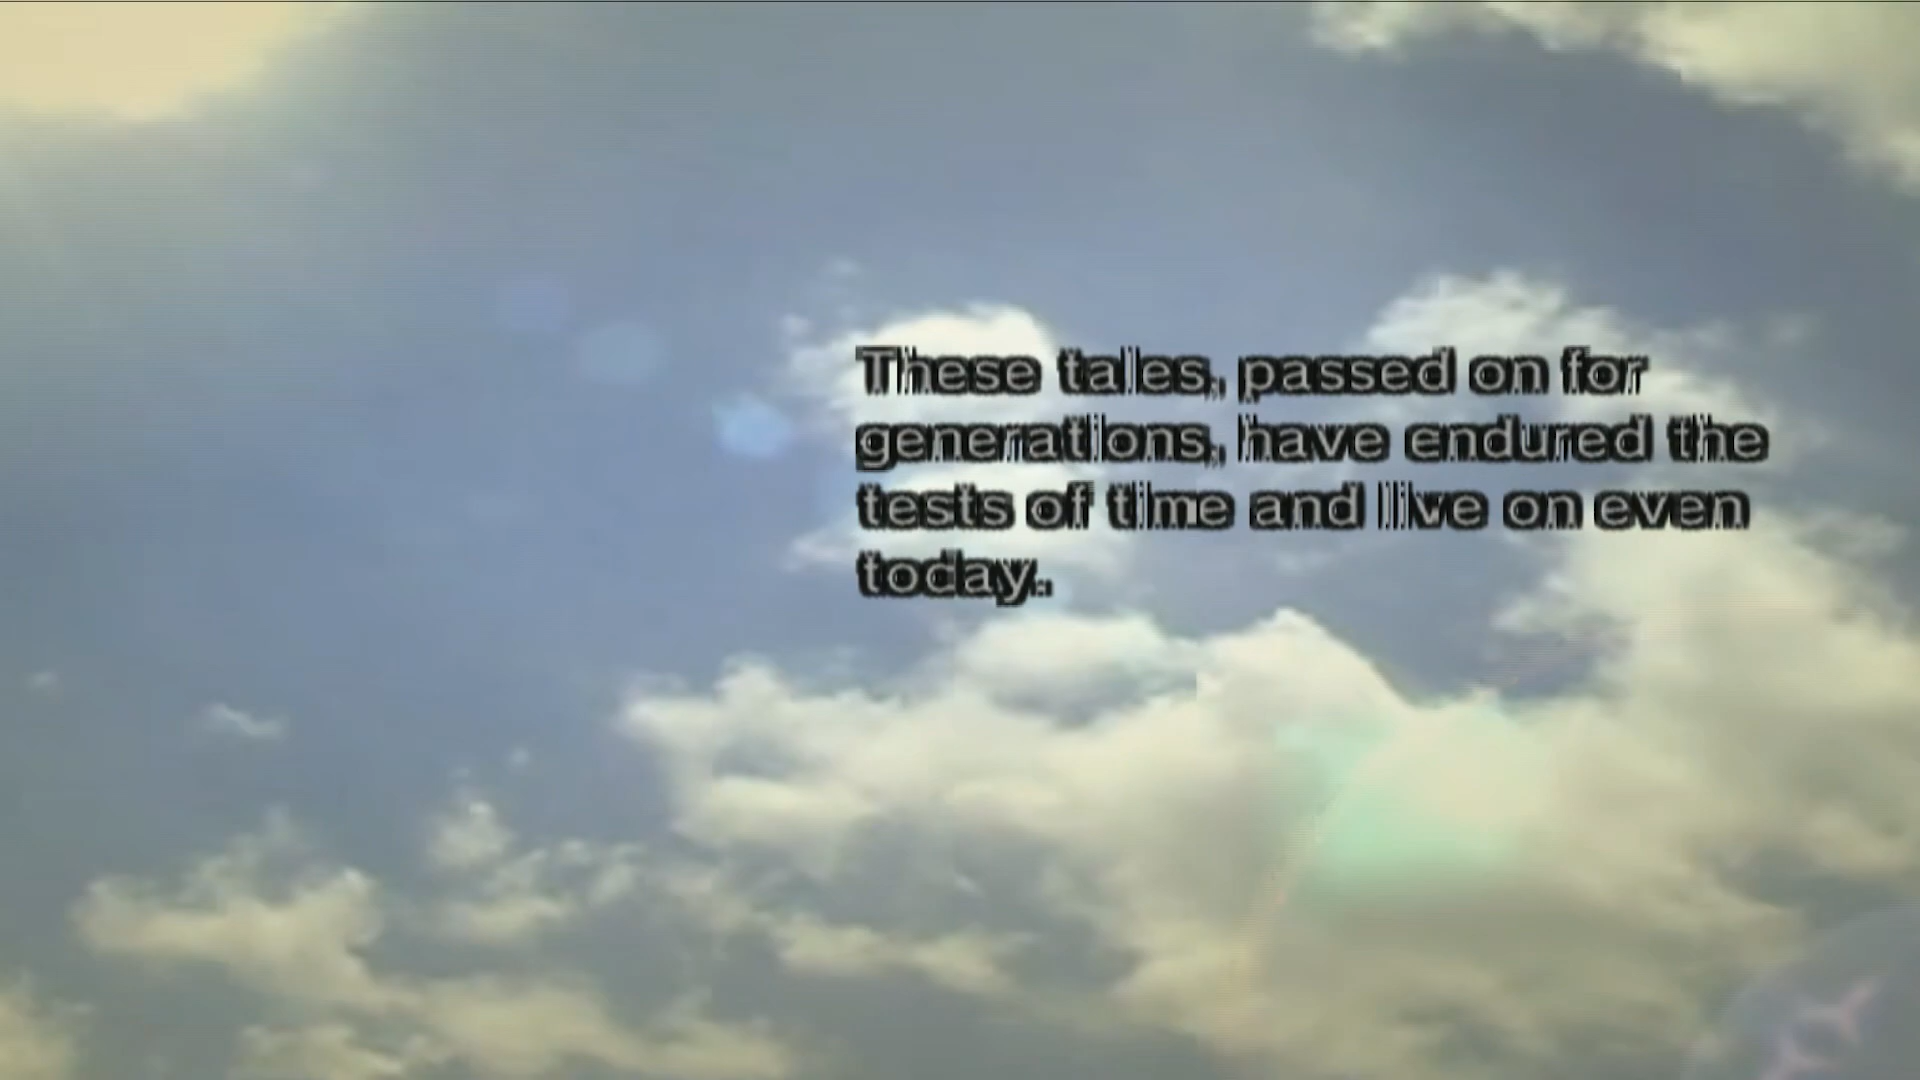 These tales, passed on for
generations, have endured the
tests of time and live on even
today.